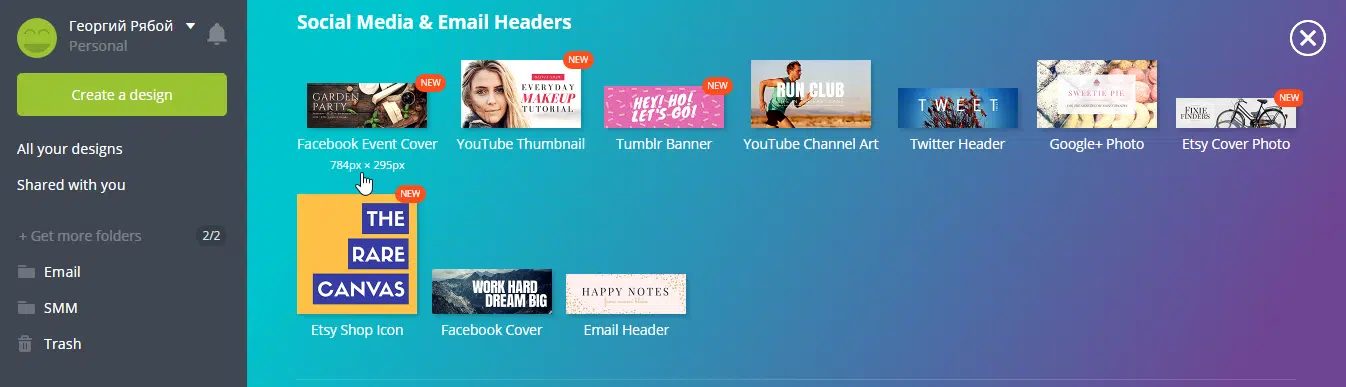 Георгий Рябой
Personal
Create a design
All your designs
Shared with you
+ Get more folders 2/2
Email
SMM
Trash
Social Media & Email Headers
NEW
GARDEN
PARTY
Facebook Event Cover
784px × 295px
NEW
EVERYDAY
MAKEUP
TUTORIAL
YouTube Thumbnail
NEW
HEY! HO!
LET'S GO!
Tumblr Banner
RUN CLUB
YouTube Channel Art
TWEET
Twitter Header
SWEETIE PIE
Google+ Photo
NEW
FIXIE
FINDERS
Etsy Cover Photo
NEW
THE
RARE
CANVAS
Etsy Shop Icon
WORK HARD
DREAM BIG
Facebook Cover
HAPPY NOTES
Email Header